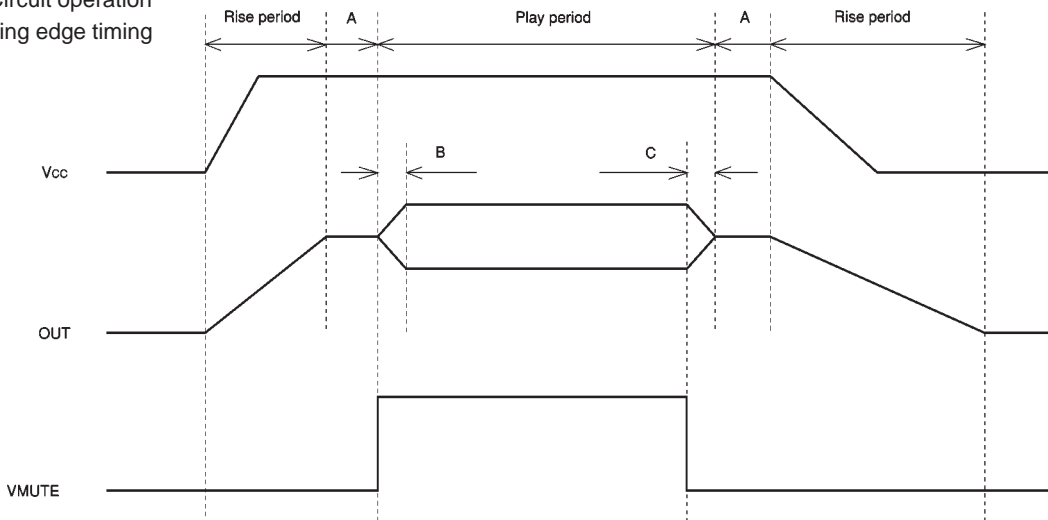 Circuit operation
ing edge timing
Rise period A Play period A Rise period
B C
Vcc
OUT
VMUTE